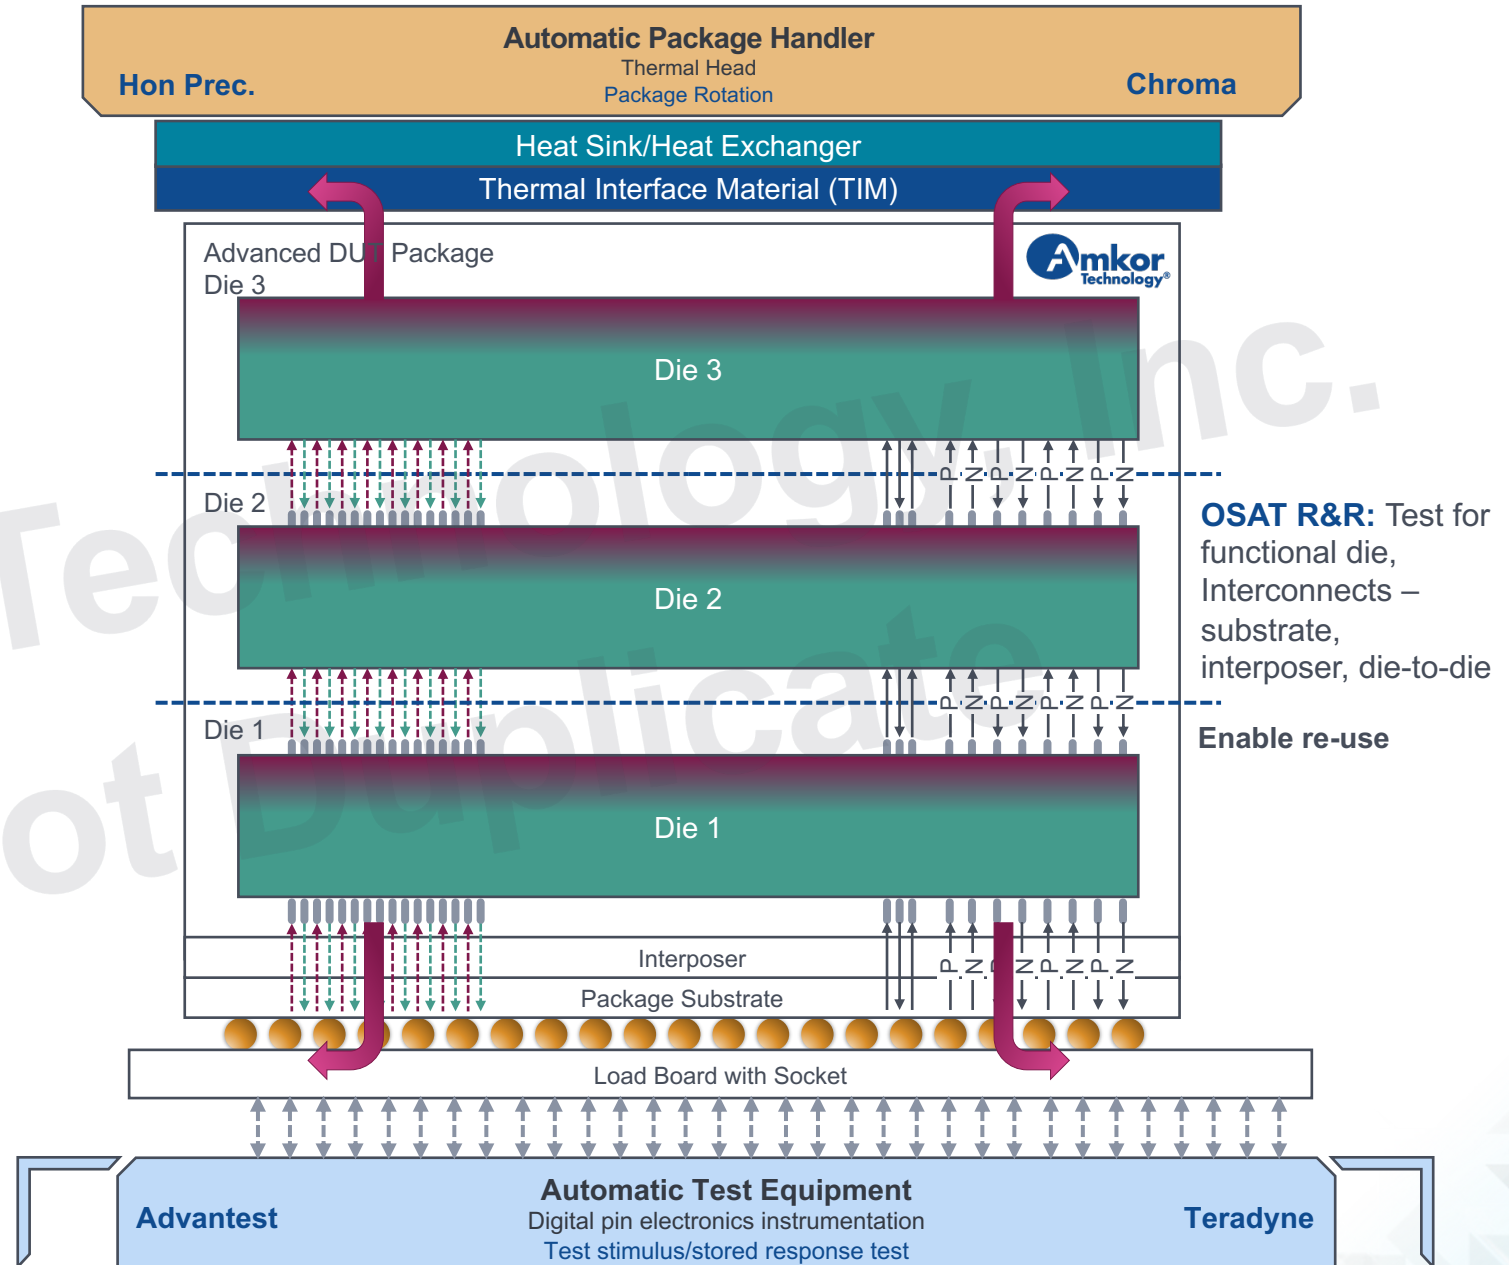 Automatic Package Handler
Thermal Head
Package Rotation
Hon Prec.
Chroma
Heat Sink/Heat Exchanger
Thermal Interface Material (TIM)
Advanced DUT Package
Die 3
Amkor
Technology®
Die 3
P N P N P N P N
Die 2
Die 2
P N P N P N P N
Die 1
Die 1
OSAT R&R: Test for
functional die,
Interconnects –
substrate,
interposer, die-to-die
Enable re-use
Interposer
P N P N P N P N
Package Substrate
Load Board with Socket
Automatic Test Equipment
Digital pin electronics instrumentation
Test stimulus/stored response test
Advantest
Teradyne
Technology, Inc.
ot Duplicate